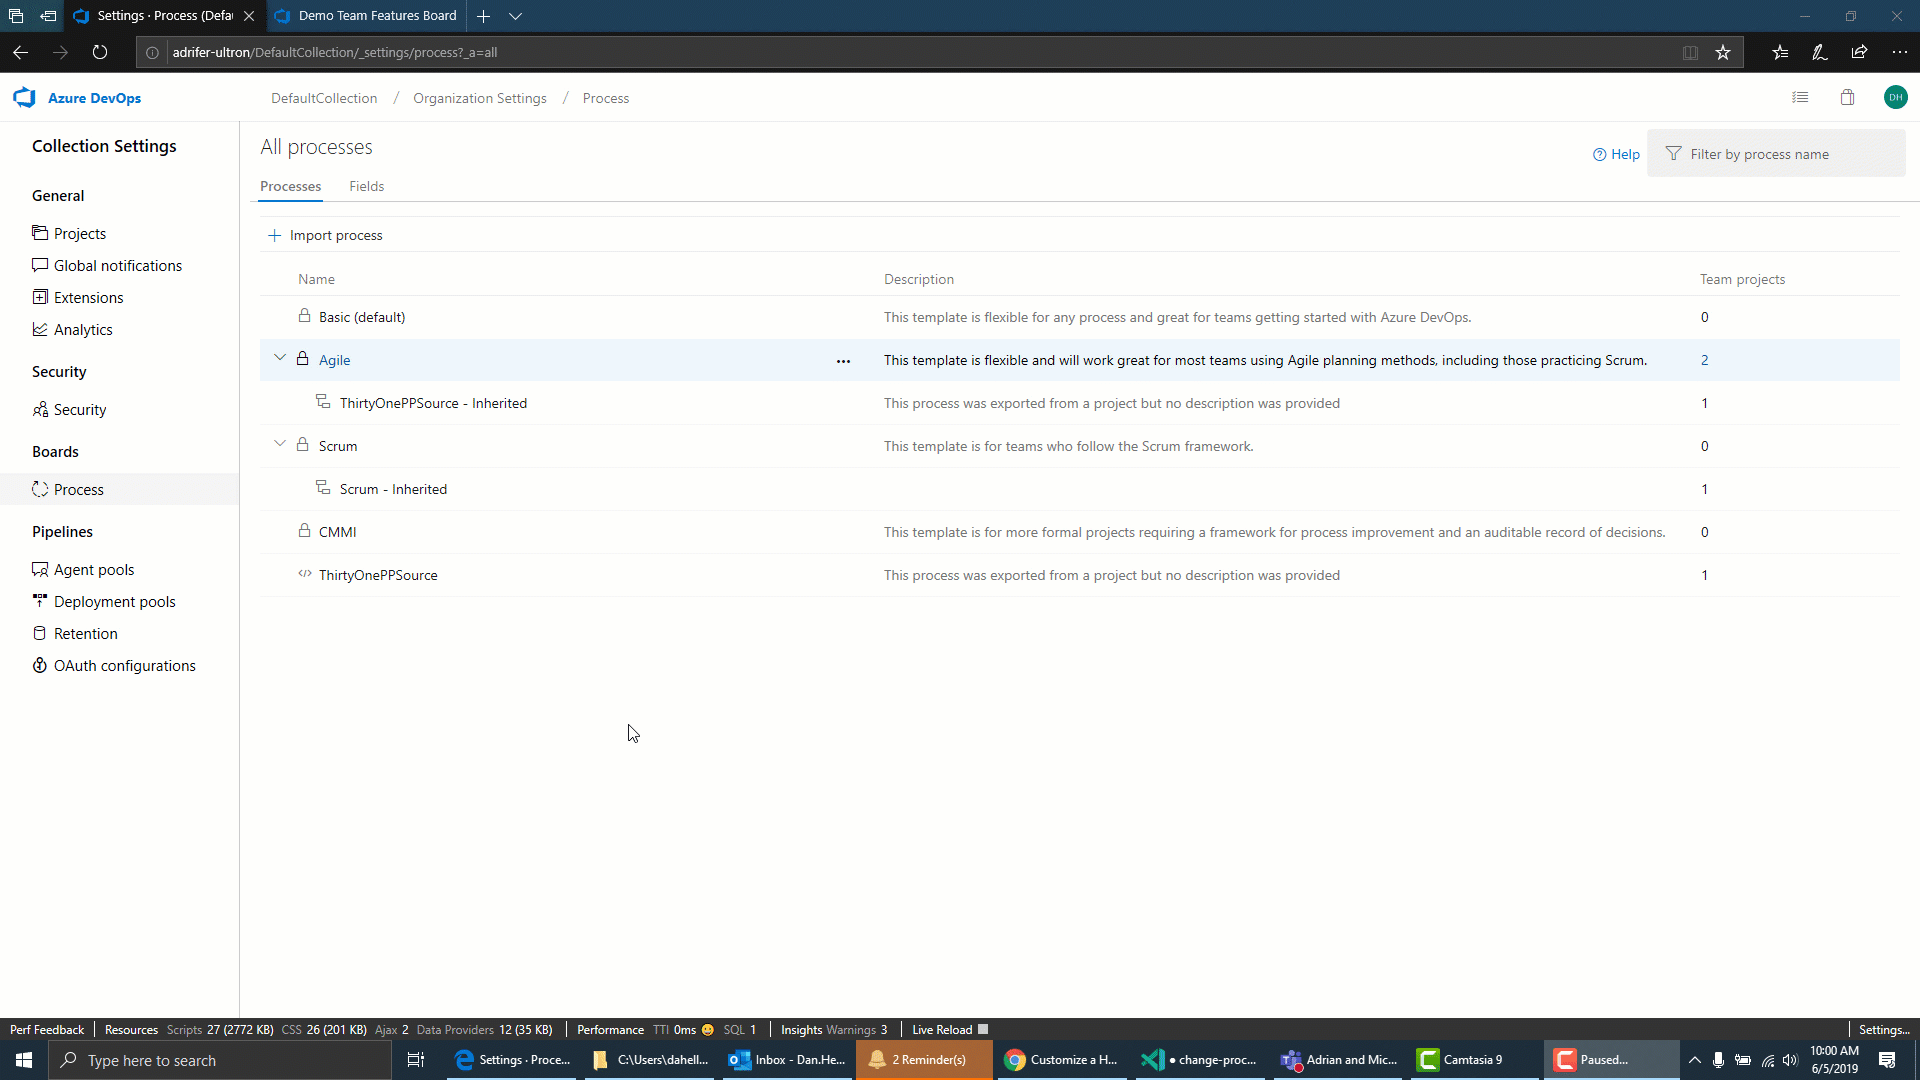 Settings · Process (Defau
Demo Team Features Board
adrifer-ultron/DefaultCollection/_settings/process?_a=all
Azure DevOps
DefaultCollection / Organization Settings / Process
DH
Collection Settings
General
Projects
Global notifications
Extensions
Analytics
Security
Security
Boards
Process
Pipelines
Agent pools
Deployment pools
Retention
OAuth configurations
All processes
Help
Filter by process name
Processes Fields
Import process
Name Description Team projects
Basic (default) This template is flexible for any process and great for teams getting started with Azure DevOps. 0
Agile ... This template is flexible and will work great for most teams using Agile planning methods, including those practicing Scrum. 2
ThirtyOnePPSource - Inherited This process was exported from a project but no description was provided 1
Scrum This template is for teams who follow the Scrum framework. 0
Scrum - Inherited 1
CMMI This template is for more formal projects requiring a framework for process improvement and an auditable record of decisions. 0
ThirtyOnePPSource This process was exported from a project but no description was provided 1
Perf Feedback Resources Scripts 27 (2772 KB) CSS 26 (201 KB) Ajax 2 Data Providers 12 (35 KB) Performance TTI 0ms SQL 1 Insights Warnings 3 Live Reload Settings...
Type here to search
Settings · Proce...
C:\Users\dahell...
Inbox - Dan.He...
2 Reminder(s)
Customize a H...
• change-proc...
Adrian and Mic...
Camtasia 9
Paused...
10:00 AM
6/5/2019